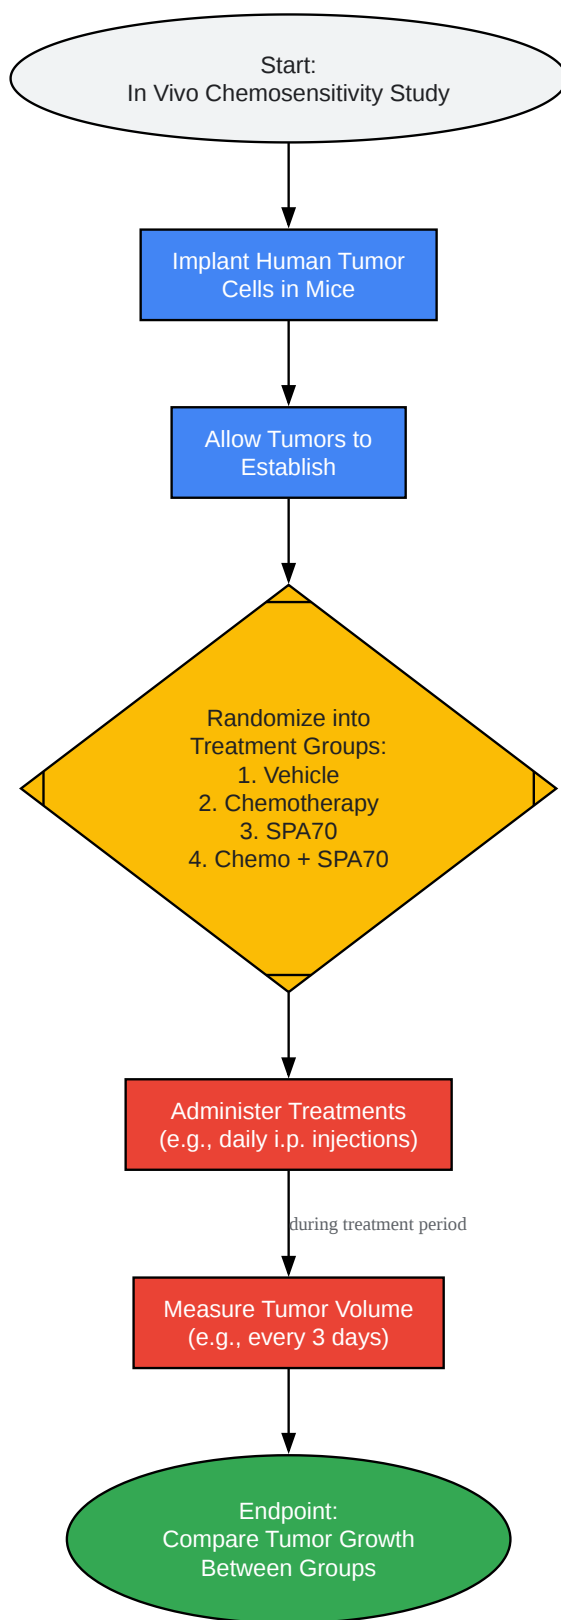 Start:
In Vivo Chemosensitivity Study
Implant Human Tumor
Cells in Mice
Allow Tumors to
Establish
Randomize into
Treatment Groups:
1. Vehicle
2. Chemotherapy
3. SPA70
4. Chemo + SPA70
Administer Treatments
(e.g., daily i.p. injections)
during treatment period
Measure Tumor Volume
(e.g., every 3 days)
Endpoint:
Compare Tumor Growth
Between Groups